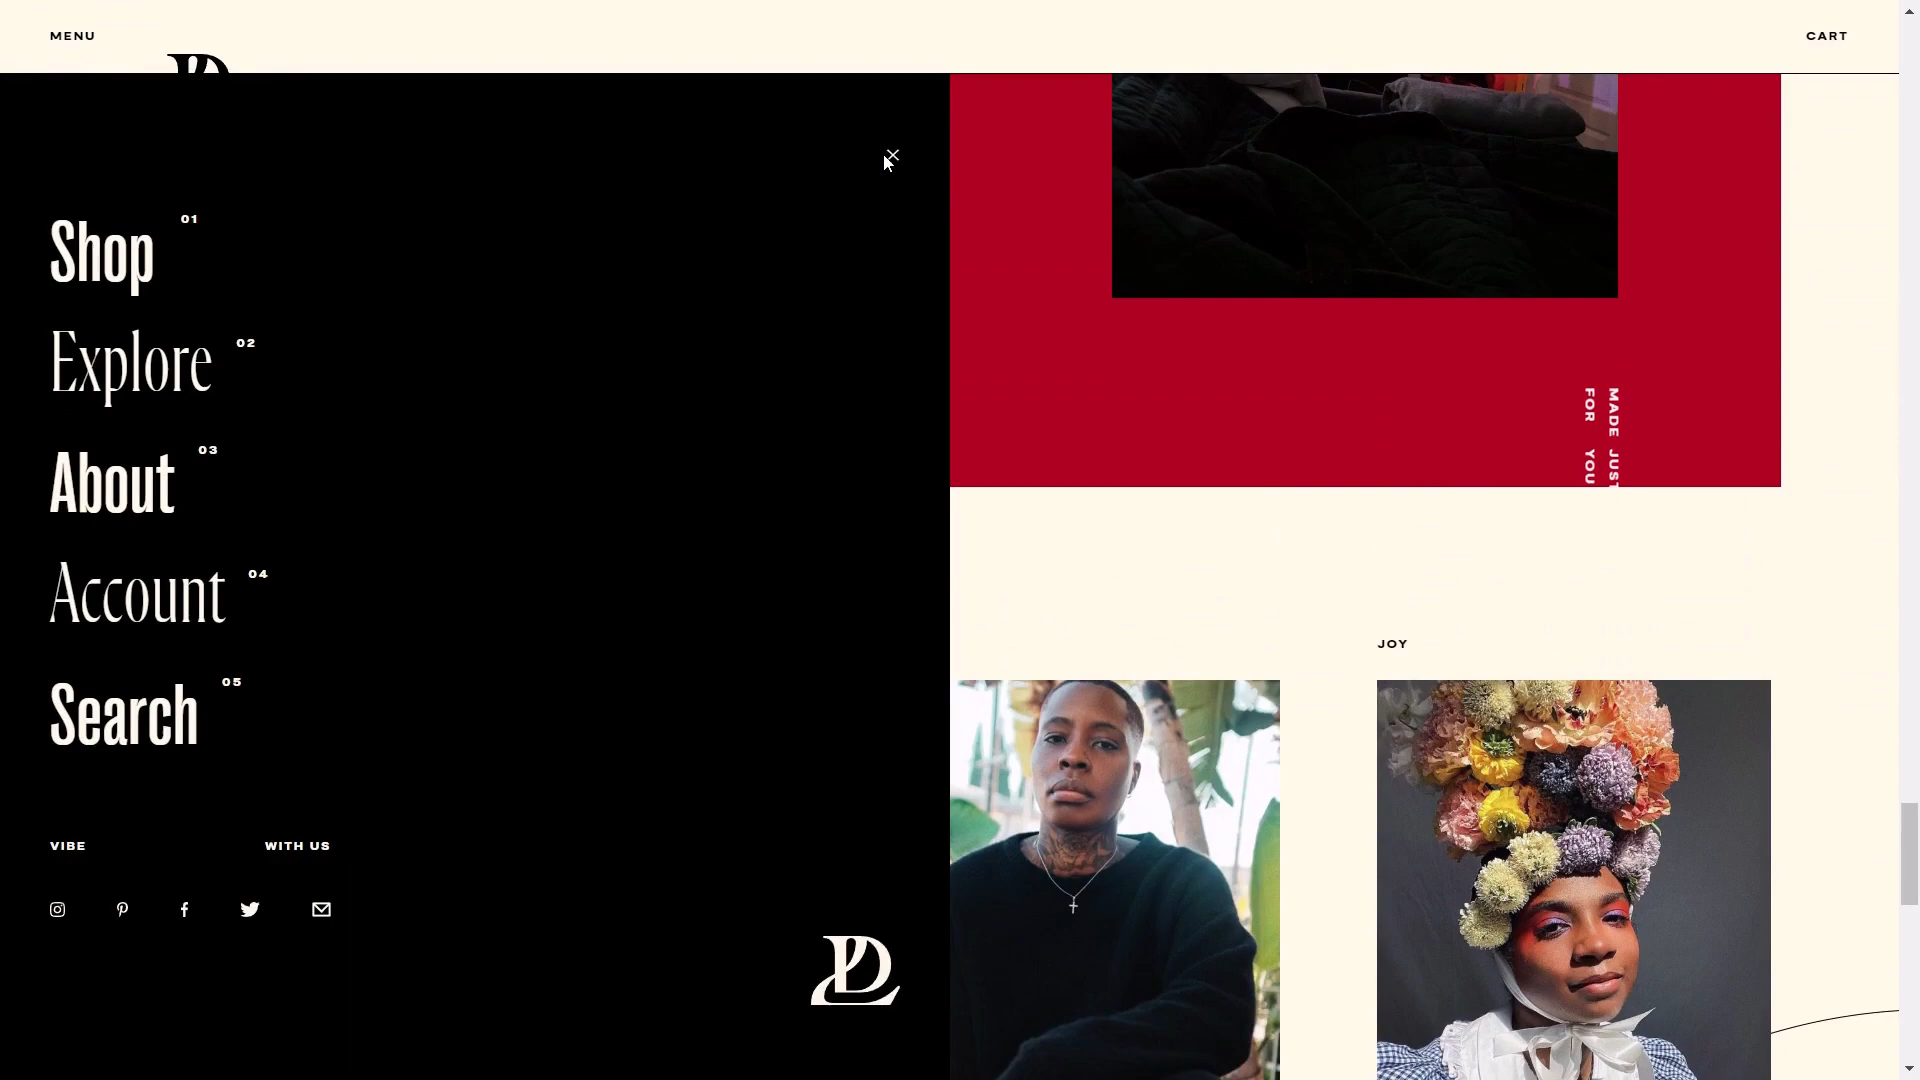 MENU
CART
Shop 01
Explore 02
About 03
Account 04
Search 05
VIBE WITH US
MADE JUST
FOR YOU
JOY